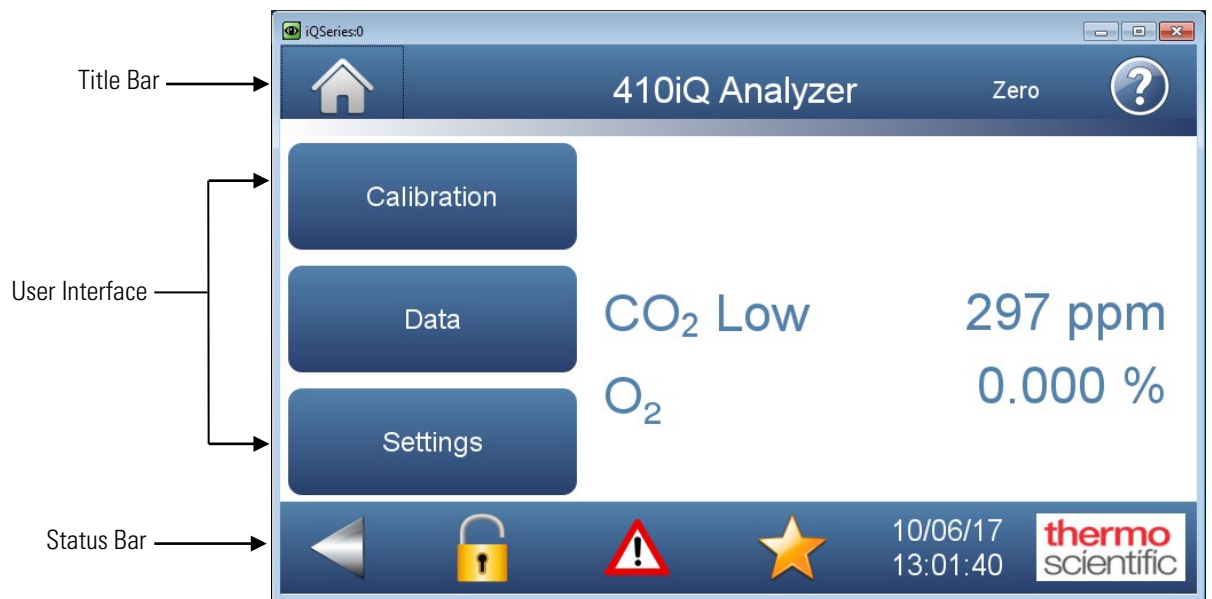 iQSeries:0
Title Bar
410iQ Analyzer
Zero
?
Calibration
User Interface
Data
CO₂ Low 297 ppm
O₂ 0.000 %
Settings
Status Bar
10/06/17
13:01:40
thermo
scientific